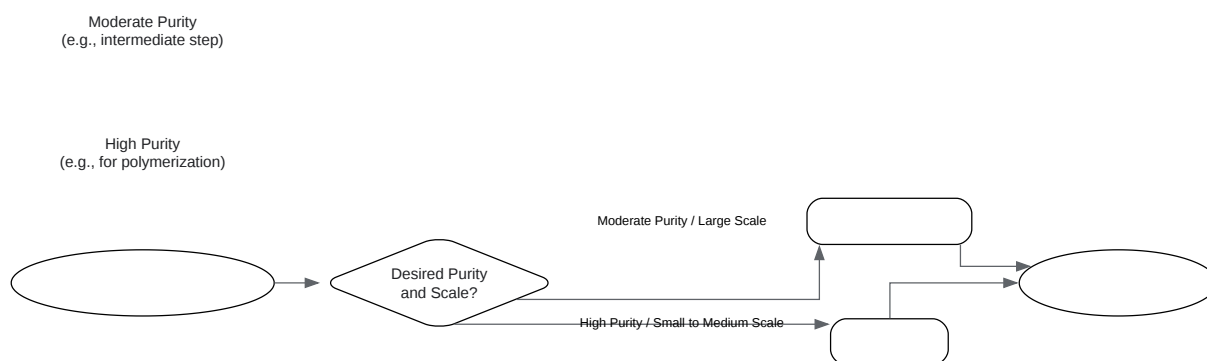 Moderate Purity
(e.g., intermediate step)
High Purity
(e.g., for polymerization)
Moderate Purity / Large Scale
Desired Purity
and Scale?
High Purity / Small to Medium Scale